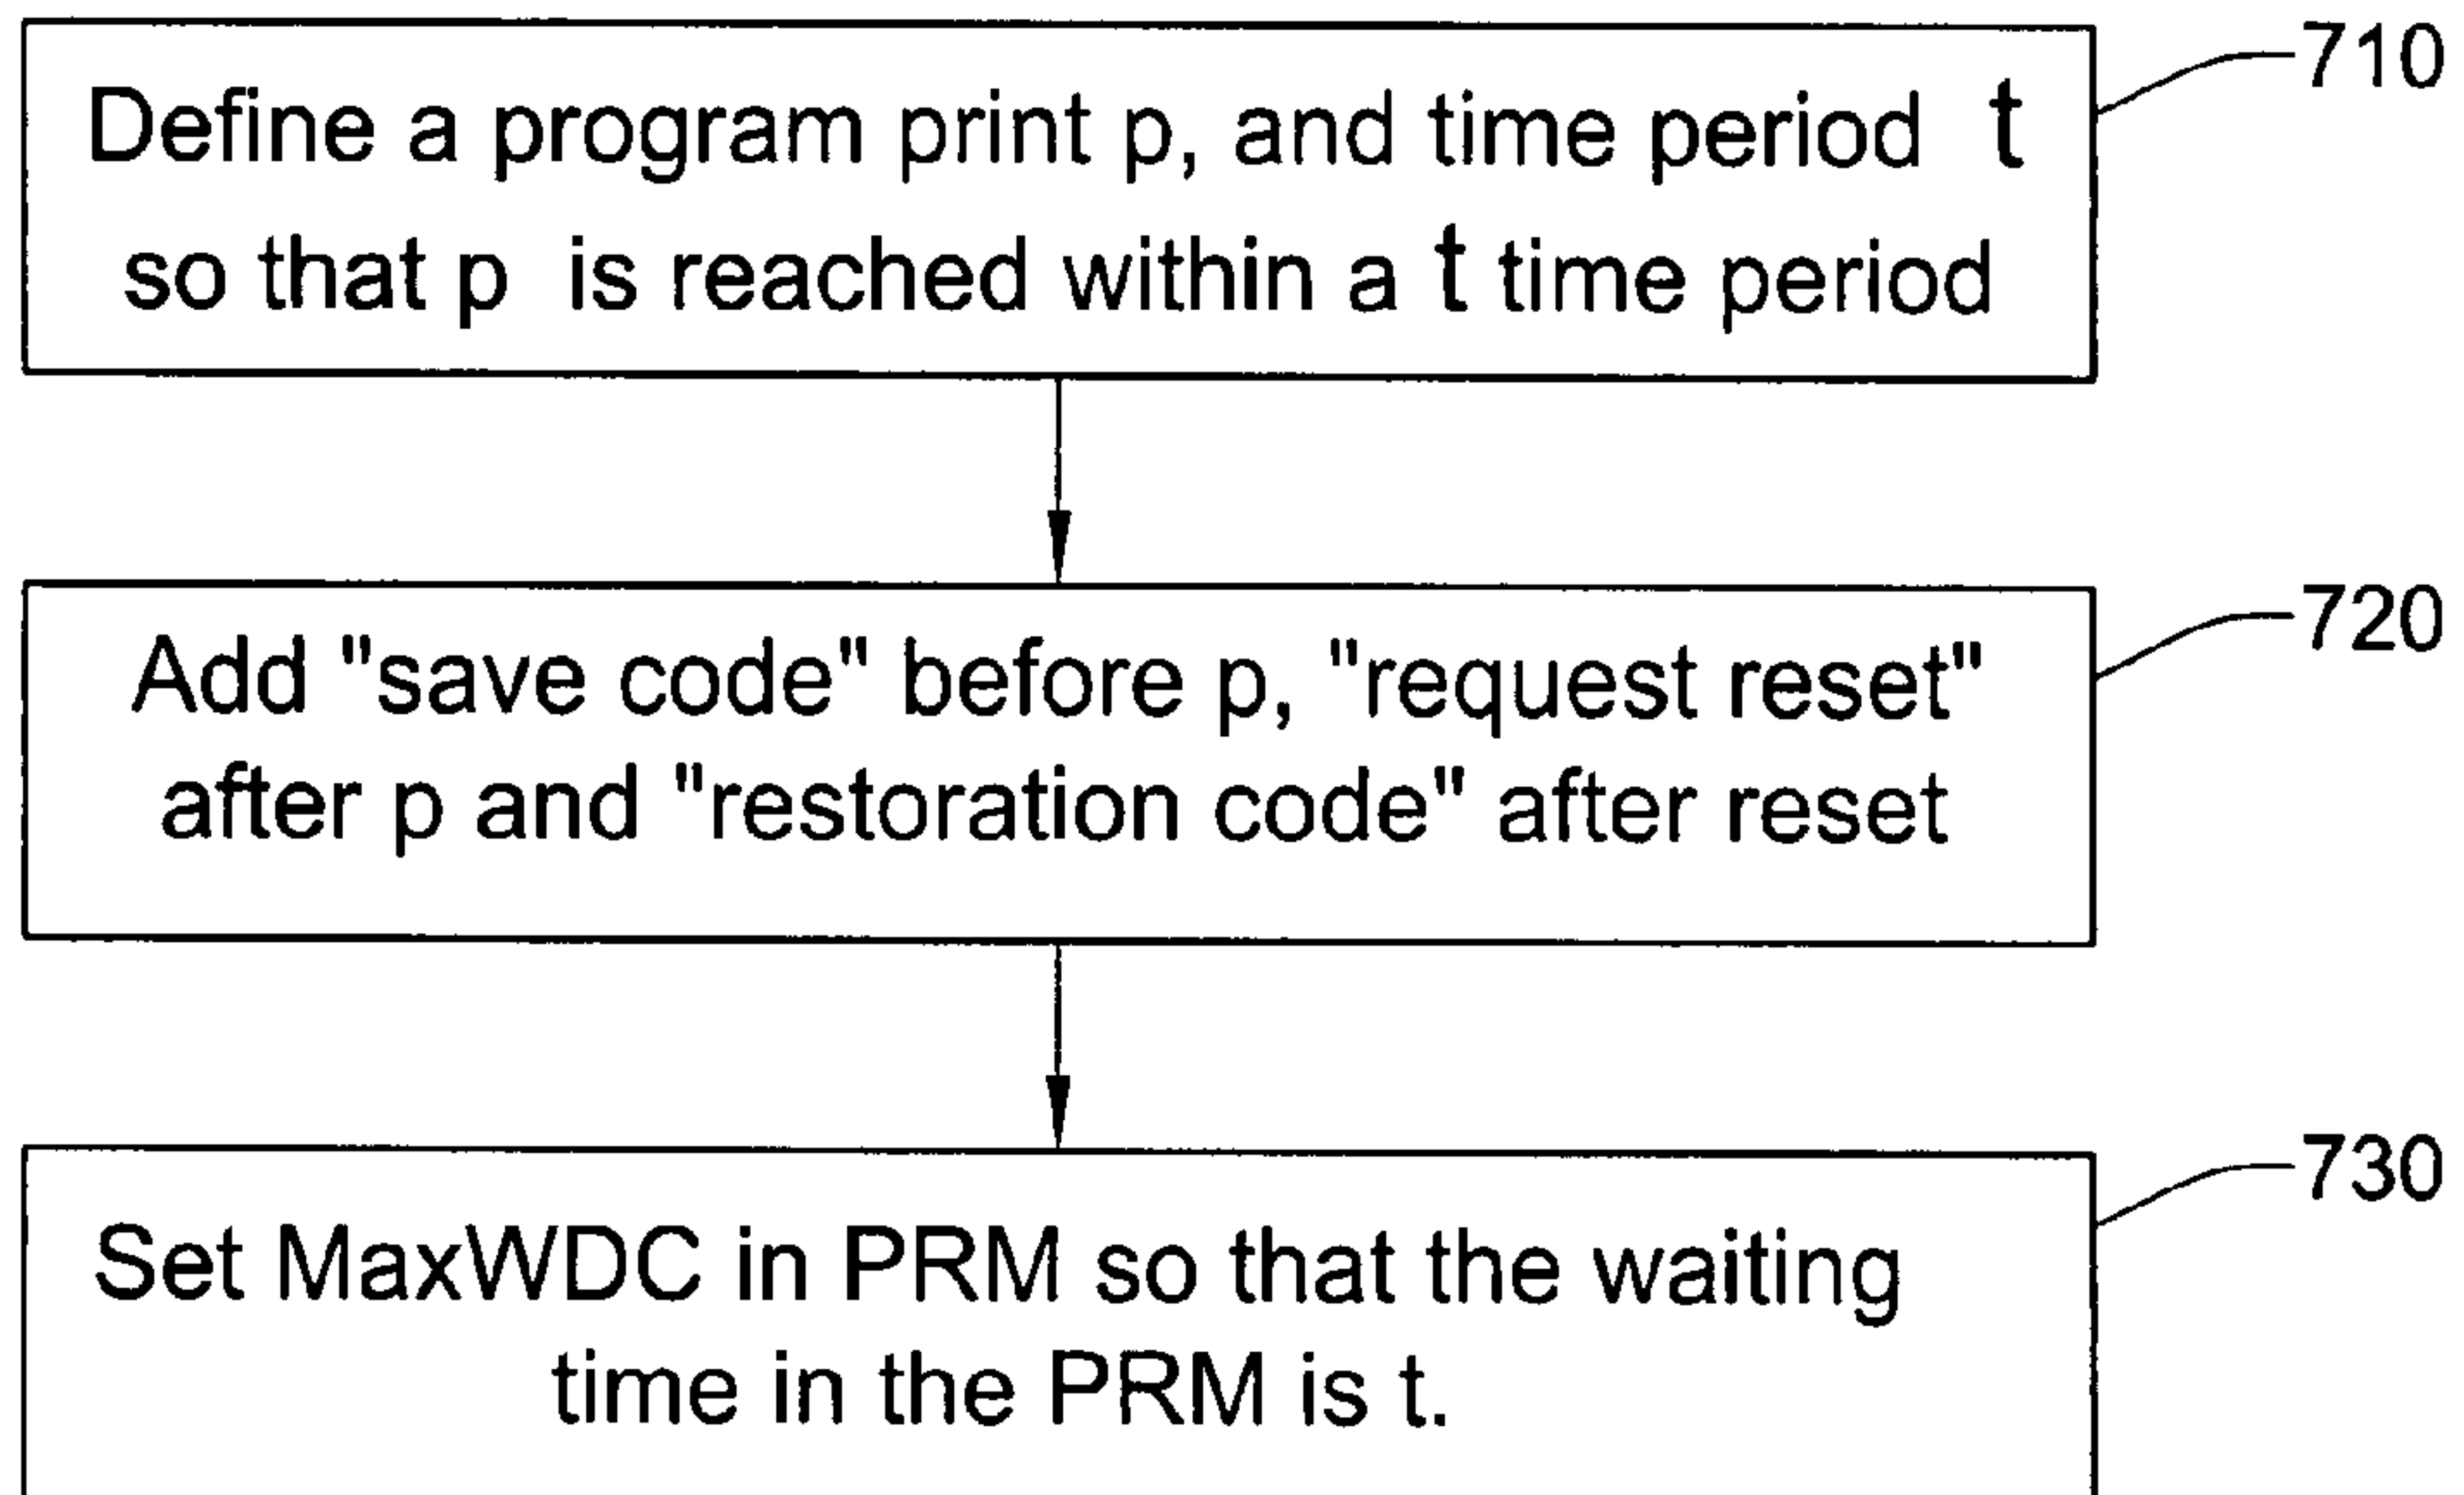 710
Define a program print p, and time period t
so that p is reached within a t time period
720
Add "save code" before p, "request reset"
after p and "restoration code" after reset
730
Set MaxWDC in PRM so that the waiting
time in the PRM is t.